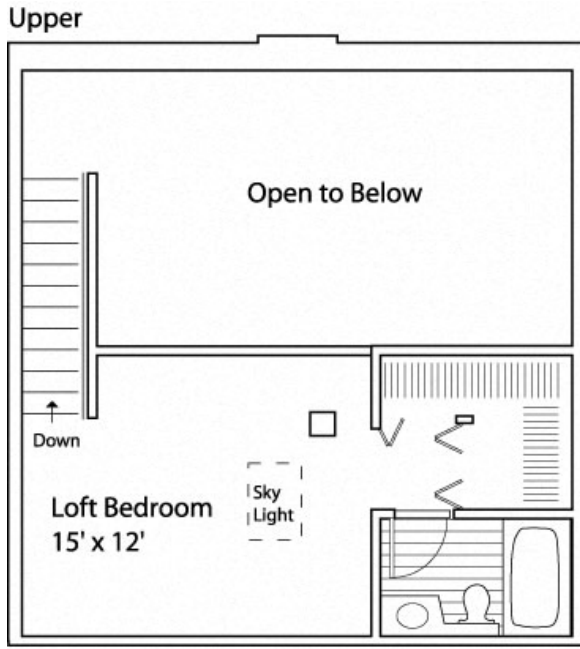 Upper
Open to Below
Down
Loft Bedroom
15' x 12'
Sky
Light